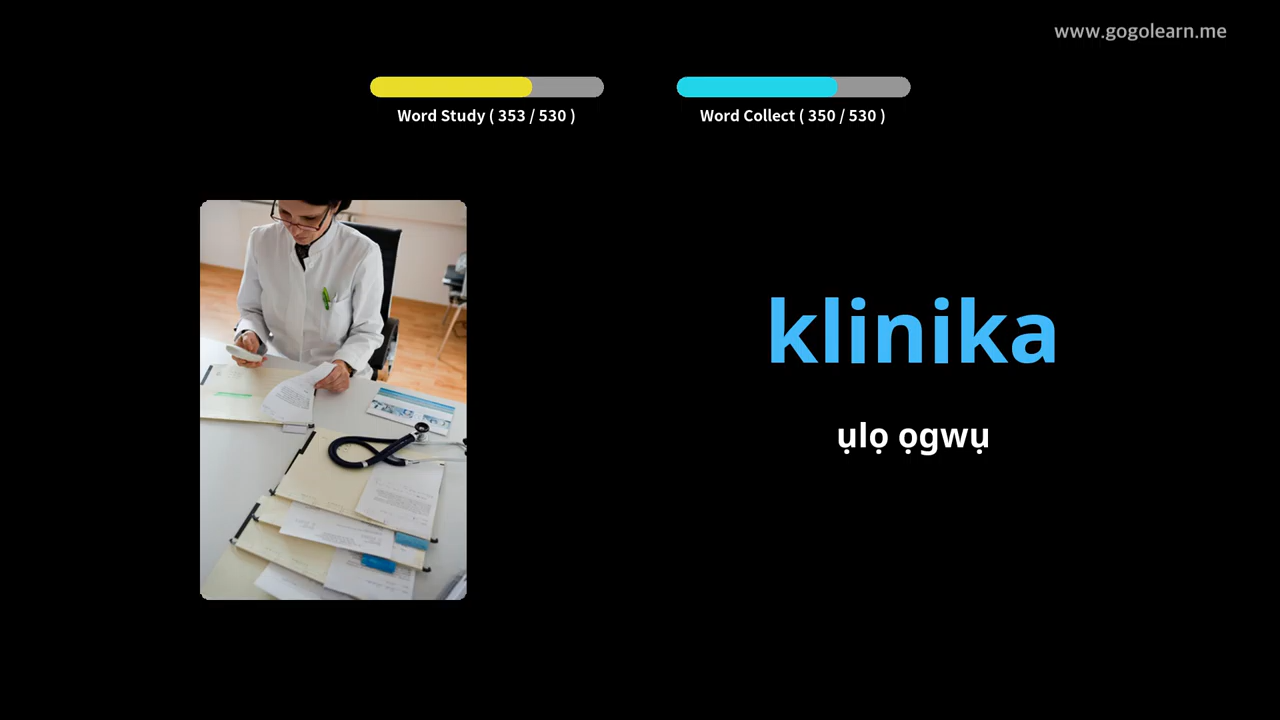 www.gogolearn.me
Word Study ( 353 / 530 )
Word Collect ( 350 / 530 )
klinika
ụlọ ọgwụ